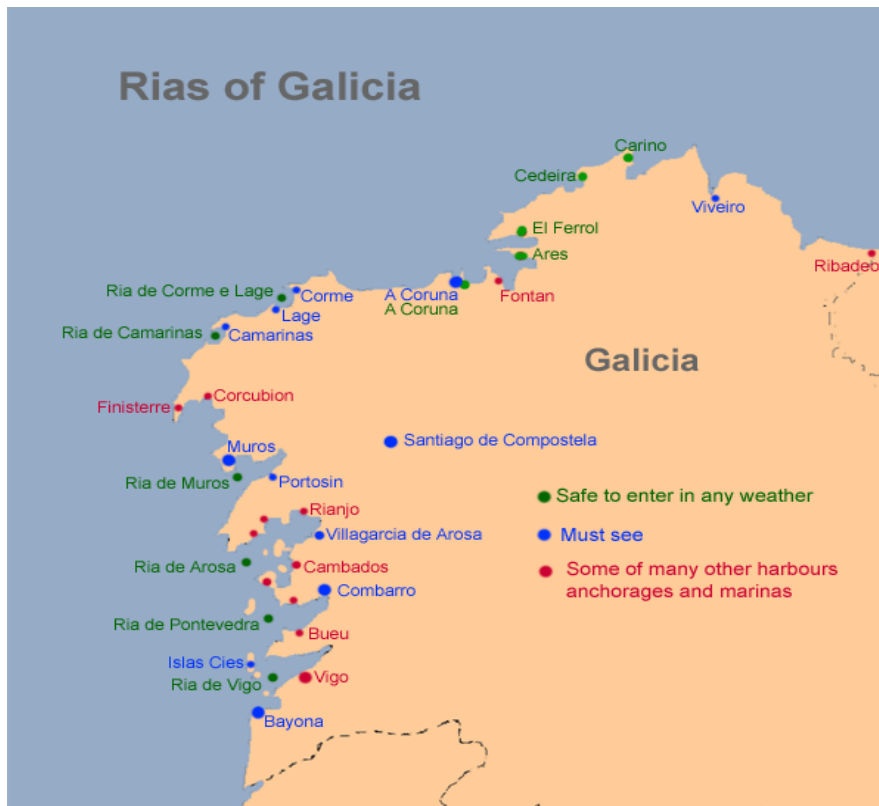 Rias of Galicia
Carino
Cedeira
Viveiro
El Ferrol
Ares
Ribadeo
A Coruna
A Coruna
Fontan
Ria de Corme e Lage
Corme
Lage
Ria de Camarinas
Camarinas
Galicia
Corcubion
Finisterre
Santiago de Compostela
Muros
Ria de Muros
Portosin
Safe to enter in any weather
Rianjo
Villagarcia de Arosa
Must see
Ria de Arosa
Cambados
Some of many other harbours
anchorages and marinas
Combarro
Ria de Pontevedra
Bueu
Islas Cies
Ria de Vigo
Vigo
Bayona